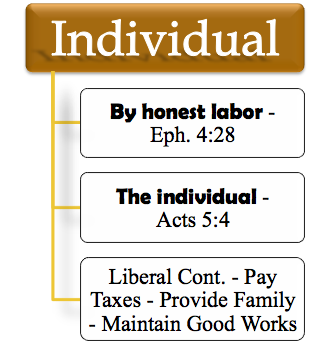 Individual
By honest labor -
Eph. 4:28
The individual -
Acts 5:4
Liberal Cont. - Pay
Taxes - Provide Family
- Maintain Good Works